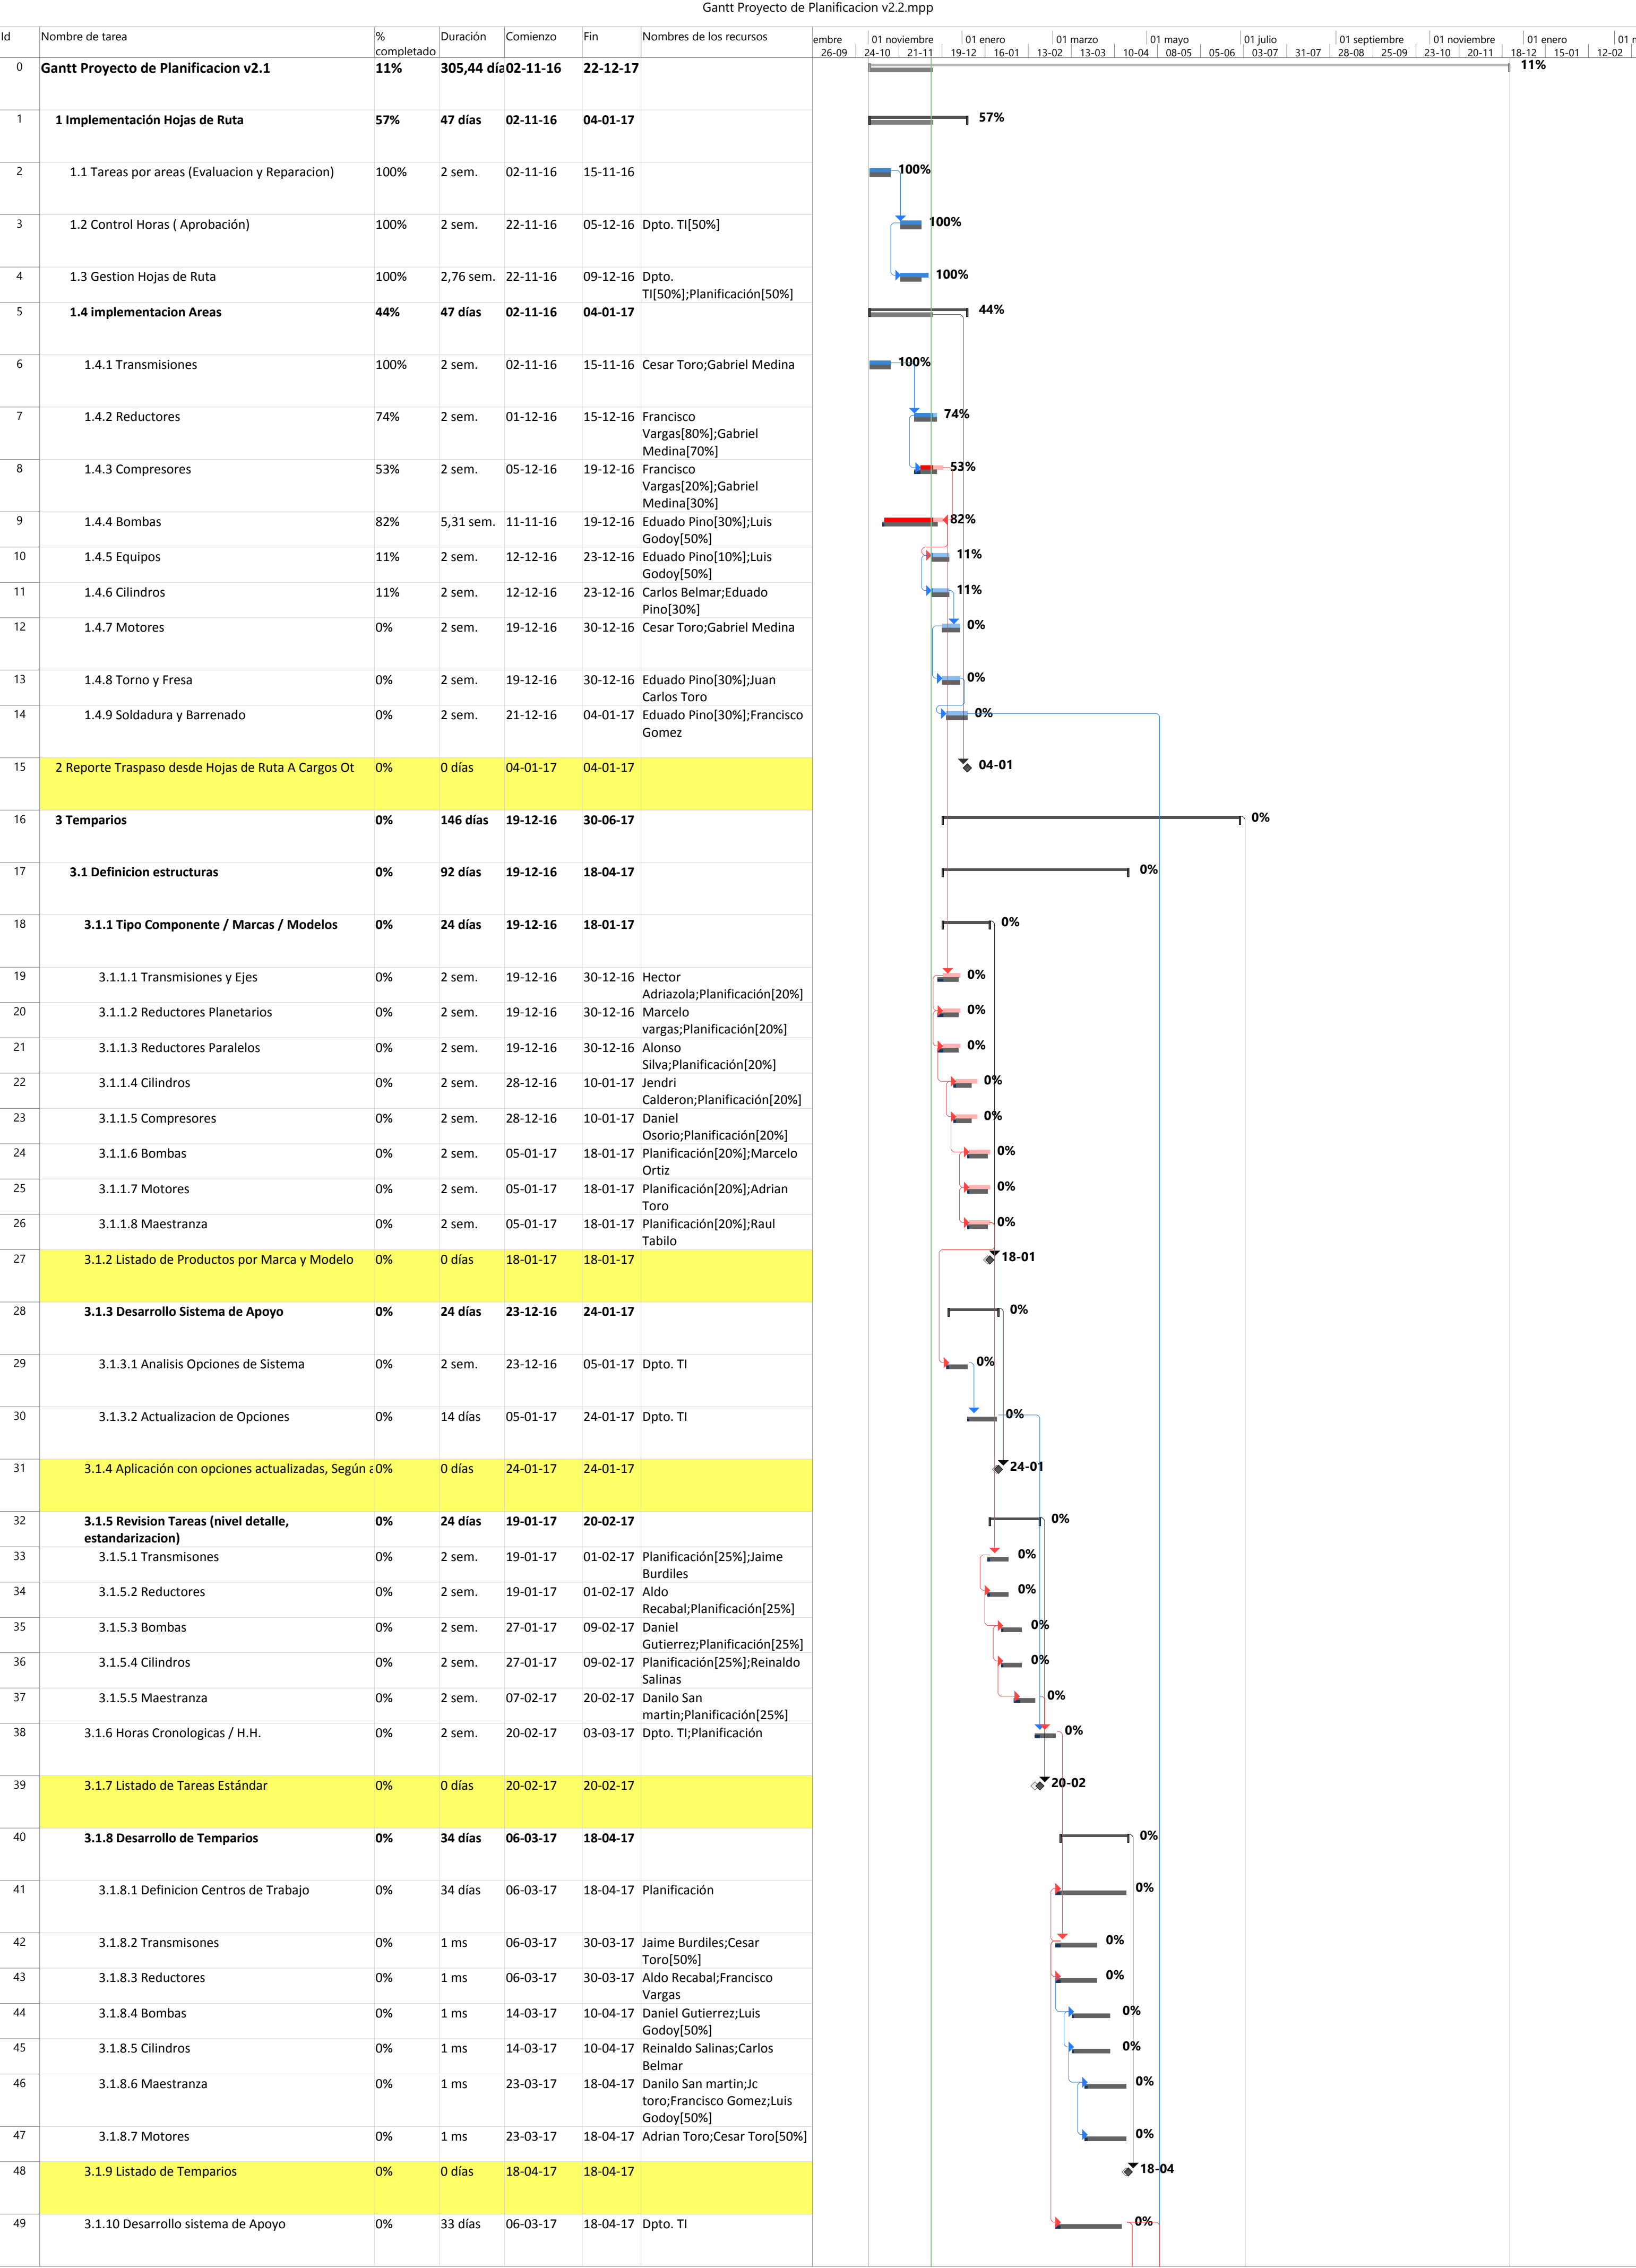 Gantt Proyecto de Planificacion v2.2.mpp
Id Nombre de tarea % completado Duración Comienzo Fin Nombres de los recursos
embre 01 noviembre 01 enero 01 marzo 01 mayo 01 julio 01 septiembre 01 noviembre 01 enero 01 m
26-09 24-10 21-11 19-12 16-01 13-02 13-03 10-04 08-05 05-06 03-07 31-07 28-08 25-09 23-10 20-11 18-12 15-01 12-02
0 Gantt Proyecto de Planificacion v2.1 11% 305,44 día 02-11-16 22-12-17 11%
1 1 Implementación Hojas de Ruta 57% 47 días 02-11-16 04-01-17 57%
2 1.1 Tareas por areas (Evaluacion y Reparacion) 100% 2 sem. 02-11-16 15-11-16 100%
3 1.2 Control Horas ( Aprobación) 100% 2 sem. 22-11-16 05-12-16 Dpto. TI[50%] 100%
4 1.3 Gestion Hojas de Ruta 100% 2,76 sem. 22-11-16 09-12-16 Dpto. 100%
TI[50%];Planificación[50%]
5 1.4 implementacion Areas 44% 47 días 02-11-16 04-01-17 44%
6 1.4.1 Transmisiones 100% 2 sem. 02-11-16 15-11-16 Cesar Toro;Gabriel Medina 100%
7 1.4.2 Reductores 74% 2 sem. 01-12-16 15-12-16 Francisco 74%
Vargas[80%];Gabriel
Medina[70%]
8 1.4.3 Compresores 53% 2 sem. 05-12-16 19-12-16 Francisco 53%
Vargas[20%];Gabriel
Medina[30%]
9 1.4.4 Bombas 82% 5,31 sem. 11-11-16 19-12-16 Eduado Pino[30%];Luis 82%
Godoy[50%]
10 1.4.5 Equipos 11% 2 sem. 12-12-16 23-12-16 Eduado Pino[10%];Luis 11%
Godoy[50%]
11 1.4.6 Cilindros 11% 2 sem. 12-12-16 23-12-16 Carlos Belmar;Eduado 11%
Pino[30%]
12 1.4.7 Motores 0% 2 sem. 19-12-16 30-12-16 Cesar Toro;Gabriel Medina 0%
13 1.4.8 Torno y Fresa 0% 2 sem. 19-12-16 30-12-16 Eduado Pino[30%];Juan 0%
Carlos Toro
14 1.4.9 Soldadura y Barrenado 0% 2 sem. 21-12-16 04-01-17 Eduado Pino[30%];Francisco 0%
Gomez
15 2 Reporte Traspaso desde Hojas de Ruta A Cargos Ot 0% 0 días 04-01-17 04-01-17 04-01
16 3 Temparios 0% 146 días 19-12-16 30-06-17 0%
17 3.1 Definicion estructuras 0% 92 días 19-12-16 18-04-17 0%
18 3.1.1 Tipo Componente / Marcas / Modelos 0% 24 días 19-12-16 18-01-17 0%
19 3.1.1.1 Transmisiones y Ejes 0% 2 sem. 19-12-16 30-12-16 Hector 0%
Adriazola;Planificación[20%]
20 3.1.1.2 Reductores Planetarios 0% 2 sem. 19-12-16 30-12-16 Marcelo 0%
vargas;Planificación[20%]
21 3.1.1.3 Reductores Paralelos 0% 2 sem. 19-12-16 30-12-16 Alonso 0%
Silva;Planificación[20%]
22 3.1.1.4 Cilindros 0% 2 sem. 28-12-16 10-01-17 Jendri 0%
Calderon;Planificación[20%]
23 3.1.1.5 Compresores 0% 2 sem. 28-12-16 10-01-17 Daniel 0%
Osorio;Planificación[20%]
24 3.1.1.6 Bombas 0% 2 sem. 05-01-17 18-01-17 Planificación[20%];Marcelo 0%
Ortiz
25 3.1.1.7 Motores 0% 2 sem. 05-01-17 18-01-17 Planificación[20%];Adrian 0%
Toro
26 3.1.1.8 Maestranza 0% 2 sem. 05-01-17 18-01-17 Planificación[20%];Raul 0%
Tabilo
27 3.1.2 Listado de Productos por Marca y Modelo 0% 0 días 18-01-17 18-01-17 18-01
28 3.1.3 Desarrollo Sistema de Apoyo 0% 24 días 23-12-16 24-01-17 0%
29 3.1.3.1 Analisis Opciones de Sistema 0% 2 sem. 23-12-16 05-01-17 Dpto. TI 0%
30 3.1.3.2 Actualizacion de Opciones 0% 14 días 05-01-17 24-01-17 Dpto. TI 0%
31 3.1.4 Aplicación con opciones actualizadas, Según a 0% 0 días 24-01-17 24-01-17 24-01
32 3.1.5 Revision Tareas (nivel detalle, 0% 24 días 19-01-17 20-02-17 0%
estandarizacion)
33 3.1.5.1 Transmisones 0% 2 sem. 19-01-17 01-02-17 Planificación[25%];Jaime 0%
Burdiles
34 3.1.5.2 Reductores 0% 2 sem. 19-01-17 01-02-17 Aldo 0%
Recabal;Planificación[25%]
35 3.1.5.3 Bombas 0% 2 sem. 27-01-17 09-02-17 Daniel 0%
Gutierrez;Planificación[25%]
36 3.1.5.4 Cilindros 0% 2 sem. 27-01-17 09-02-17 Planificación[25%];Reinaldo 0%
Salinas
37 3.1.5.5 Maestranza 0% 2 sem. 07-02-17 20-02-17 Danilo San 0%
martin;Planificación[25%]
38 3.1.6 Horas Cronologicas / H.H. 0% 2 sem. 20-02-17 03-03-17 Dpto. TI;Planificación 0%
39 3.1.7 Listado de Tareas Estándar 0% 0 días 20-02-17 20-02-17 20-02
40 3.1.8 Desarrollo de Temparios 0% 34 días 06-03-17 18-04-17 0%
41 3.1.8.1 Definicion Centros de Trabajo 0% 34 días 06-03-17 18-04-17 Planificación 0%
42 3.1.8.2 Transmisones 0% 1 ms 06-03-17 30-03-17 Jaime Burdiles;Cesar 0%
Toro[50%]
43 3.1.8.3 Reductores 0% 1 ms 06-03-17 30-03-17 Aldo Recabal;Francisco 0%
Vargas
44 3.1.8.4 Bombas 0% 1 ms 14-03-17 10-04-17 Daniel Gutierrez;Luis 0%
Godoy[50%]
45 3.1.8.5 Cilindros 0% 1 ms 14-03-17 10-04-17 Reinaldo Salinas;Carlos 0%
Belmar
46 3.1.8.6 Maestranza 0% 1 ms 23-03-17 18-04-17 Danilo San martin;Jc 0%
toro;Francisco Gomez;Luis
Godoy[50%]
47 3.1.8.7 Motores 0% 1 ms 23-03-17 18-04-17 Adrian Toro;Cesar Toro[50%] 0%
48 3.1.9 Listado de Temparios 0% 0 días 18-04-17 18-04-17 18-04
49 3.1.10 Desarrollo sistema de Apoyo 0% 33 días 06-03-17 18-04-17 Dpto. TI 0%